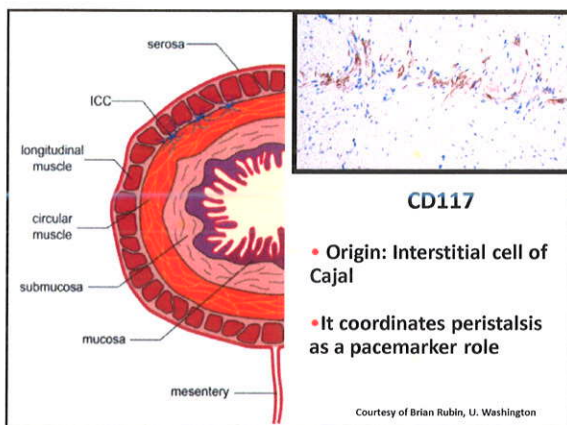 serosa
ICC
longitudinal
muscle
circular
muscle
submucosa
mucosa
mesentery
CD117
• Origin: Interstitial cell of
Cajal
•It coordinates peristalsis
as a pacemarker role
Courtesy of Brian Rubin, U. Washington